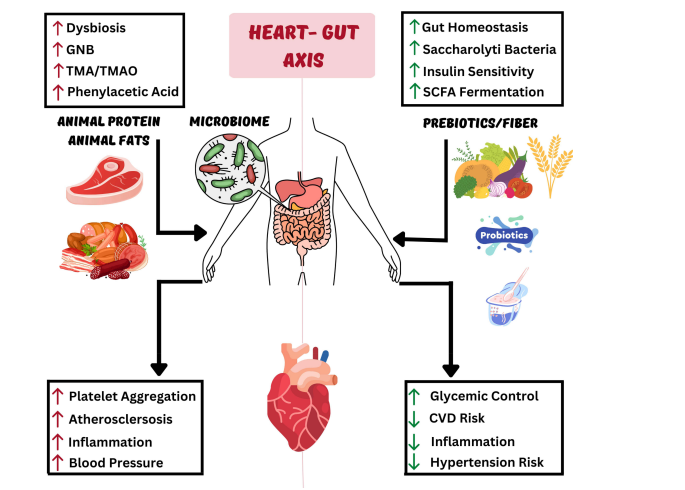 HEART- GUT
AXIS
↑ Dysbiosis
↑ GNB
↑ TMA/TMAO
↑ Phenylacetic Acid
↑ Gut Homeostasis
↑ Saccharolyti Bacteria
↑ Insulin Sensitivity
↑ SCFA Fermentation
ANIMAL PROTEIN
ANIMAL FATS
MICROBIOME
PREBIOTICS/FIBER
Probiotics
↑ Platelet Aggregation
↑ Atherosclersosis
↑ Inflammation
↑ Blood Pressure
↑ Glycemic Control
↓ CVD Risk
↓ Inflammation
↓ Hypertension Risk